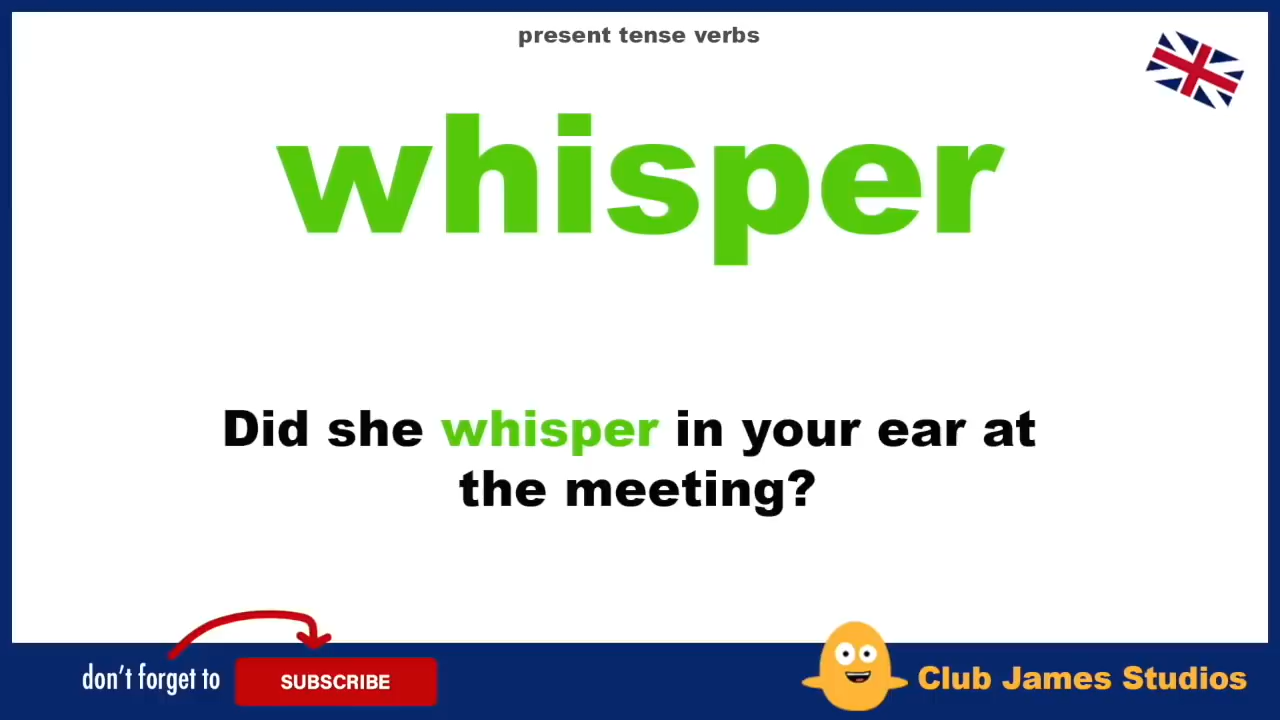 present tense verbs
whisper
Did she whisper in your ear at
the meeting?
don't forget to
SUBSCRIBE
Club James Studios